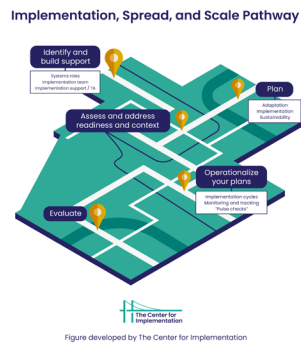 Implementation, Spread, and Scale Pathway
Identify and
build support
Systems roles
Implementation team
Implementation support / TA
Plan
Adaptation
Implementation
Sustainability
Assess and address
readiness and context
Operationalize
your plans
Implementation cycles
Monitoring and tracking
"Pulse checks"
Evaluate
The Center for
Implementation
Figure developed by The Center for Implementation